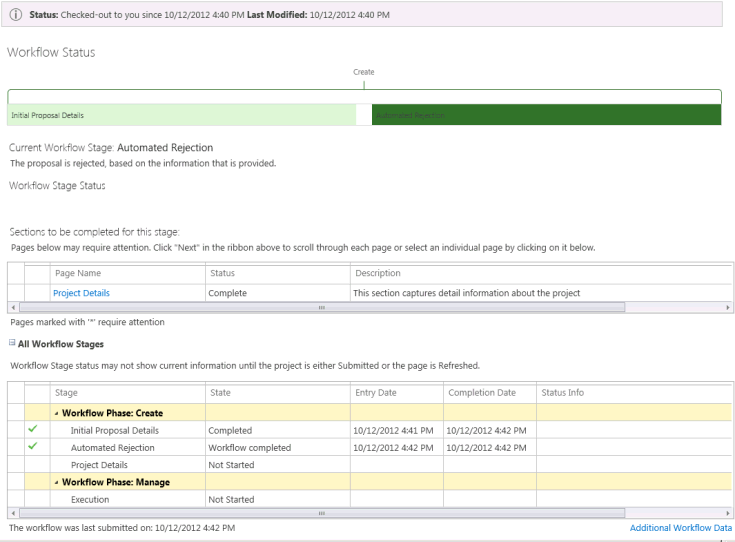 Status: Checked-out to you since 10/12/2012 4:40 PM Last Modified: 10/12/2012 4:40 PM
Workflow Status
Create
Initial Proposal Details Automated Rejection
Current Workflow Stage: Automated Rejection
The proposal is rejected, based on the information that is provided.
Workflow Stage Status
Sections to be completed for this stage:
Pages below may require attention. Click "Next" in the ribbon above to scroll through each page or select an individual page by clicking on it below.
Page Name Status Description
Project Details Complete This section captures detail information about the project
Pages marked with '*' require attention
All Workflow Stages
Workflow Stage status may not show current information until the project is either Submitted or the page is Refreshed.
Stage State Entry Date Completion Date Status Info
Workflow Phase: Create
Initial Proposal Details Completed 10/12/2012 4:41 PM 10/12/2012 4:42 PM
Automated Rejection Workflow completed 10/12/2012 4:42 PM 10/12/2012 4:42 PM
Project Details Not Started
Workflow Phase: Manage
Execution Not Started
The workflow was last submitted on: 10/12/2012 4:42 PM Additional Workflow Data